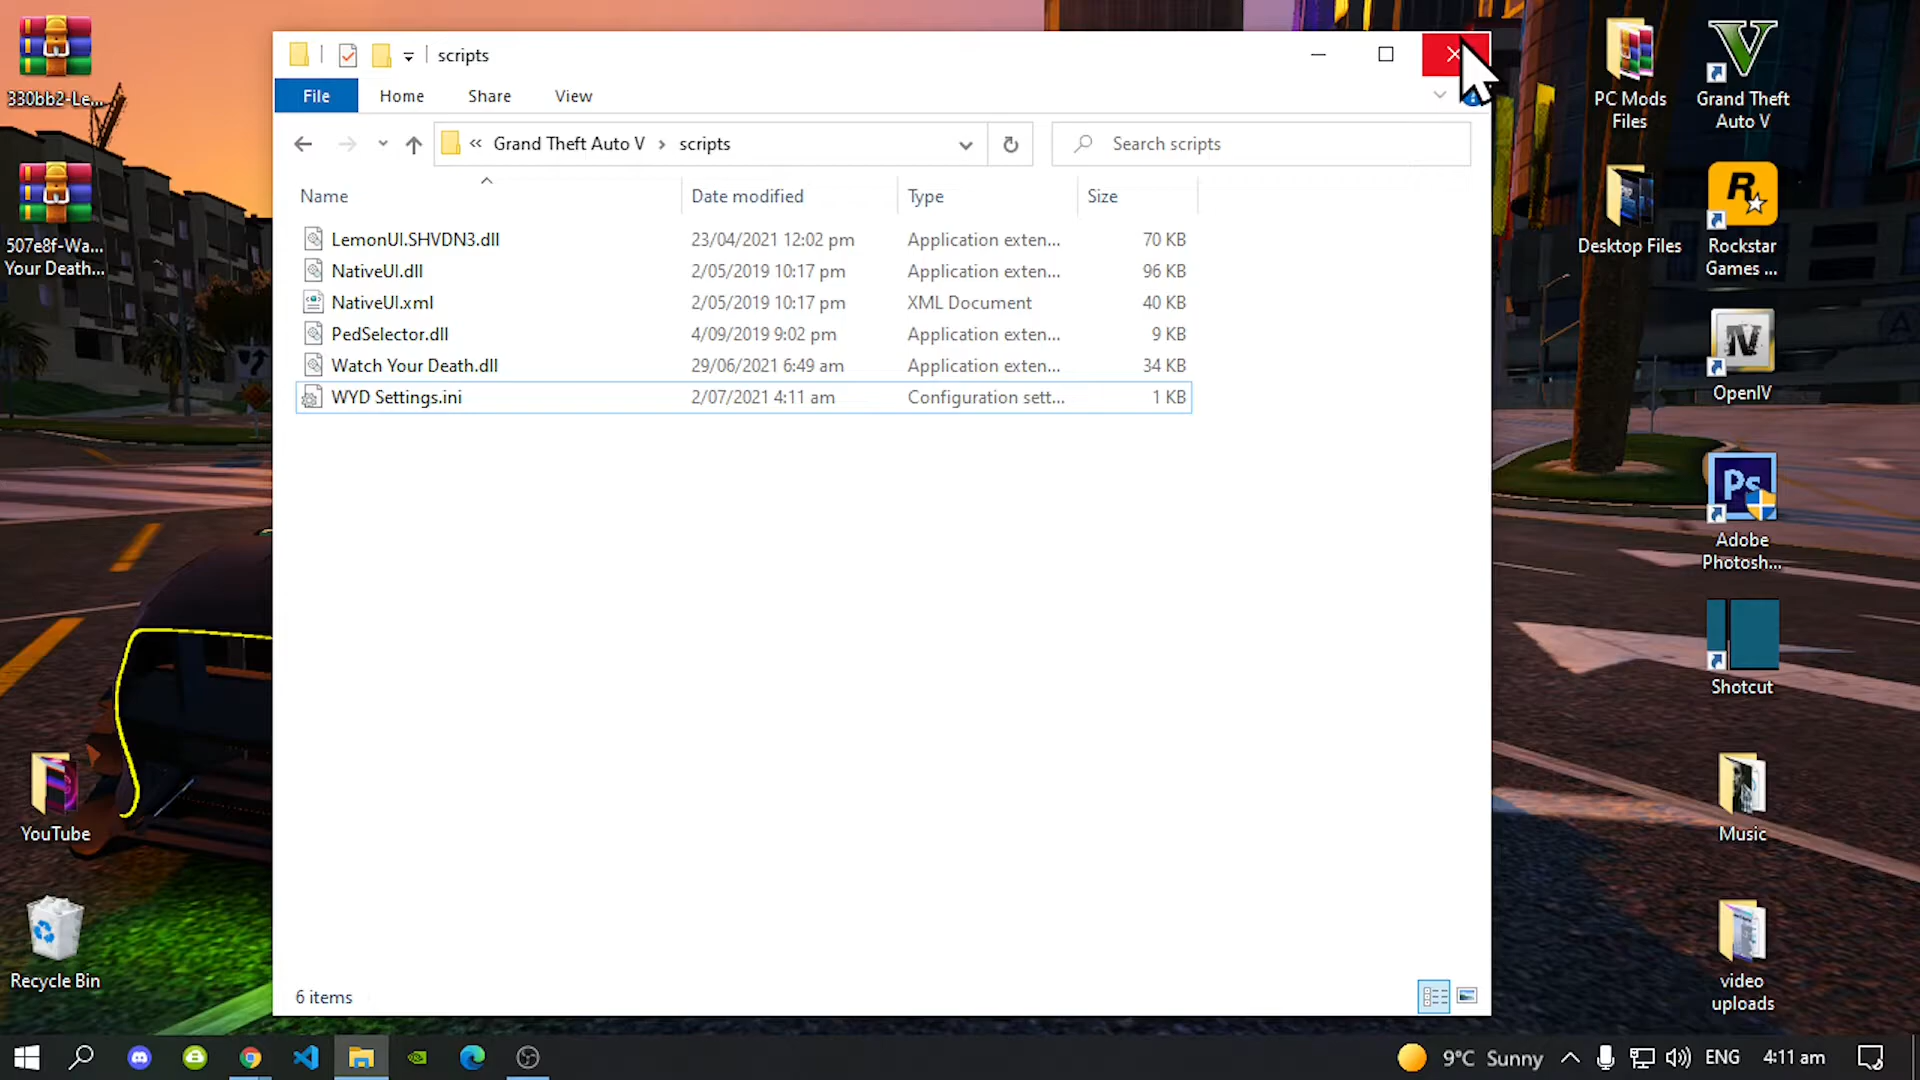 330bb2-Le...
507e8f-Wa...
Your Death...
YouTube
Recycle Bin
scripts
File
Home
Share
View
« Grand Theft Auto V › scripts
Search scripts
Name
Date modified
Type
Size
LemonUI.SHVDN3.dll
23/04/2021 12:02 pm
Application exten...
70 KB
NativeUI.dll
2/05/2019 10:17 pm
Application exten...
96 KB
NativeUI.xml
2/05/2019 10:17 pm
XML Document
40 KB
PedSelector.dll
4/09/2019 9:02 pm
Application exten...
9 KB
Watch Your Death.dll
29/06/2021 6:49 am
Application exten...
34 KB
WYD Settings.ini
2/07/2021 4:11 am
Configuration sett...
1 KB
6 items
PC Mods
Files
Grand Theft
Auto V
Desktop Files
Rockstar
Games ...
OpenIV
Ps
Adobe
Photosh...
Shotcut
Music
video
uploads
9°C Sunny
ENG
4:11 am